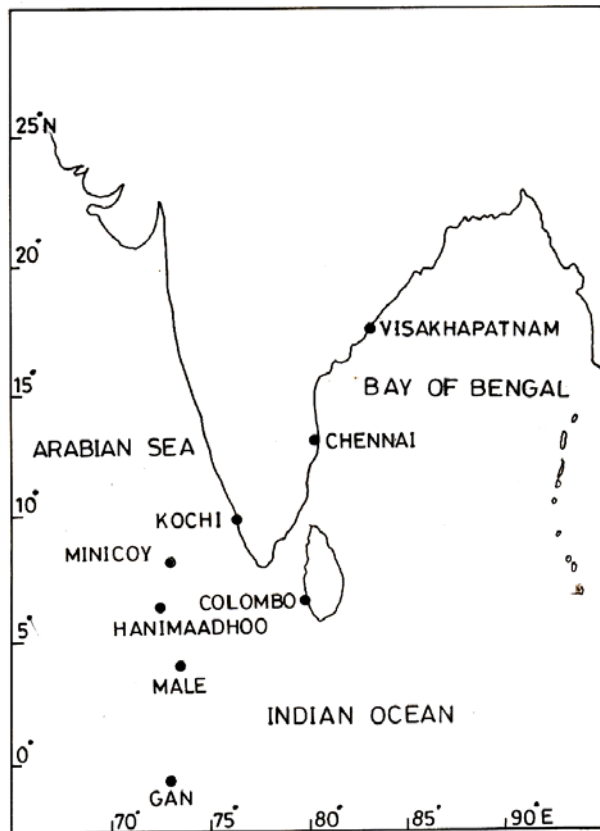 25°N
20°
VISAKHAPATNAM
BAY OF BENGAL
15°
CHENNAI
ARABIAN SEA
10°
KOCHI
MINICOY
COLOMBO
HANIMAADHOO
5°
MALE
INDIAN OCEAN
0°
GAN
70° 75° 80° 85° 90°E